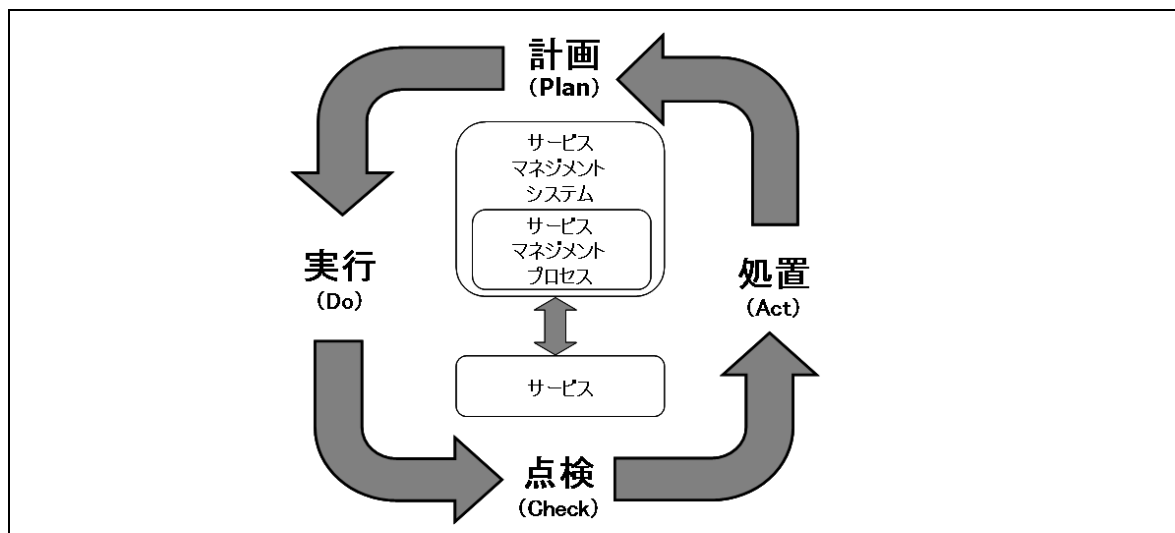 計画
(Plan)
サービス
マネジメント
システム
サービス
マネジメント
プロセス
実行
(Do)
処置
(Act)
サービス
点検
(Check)